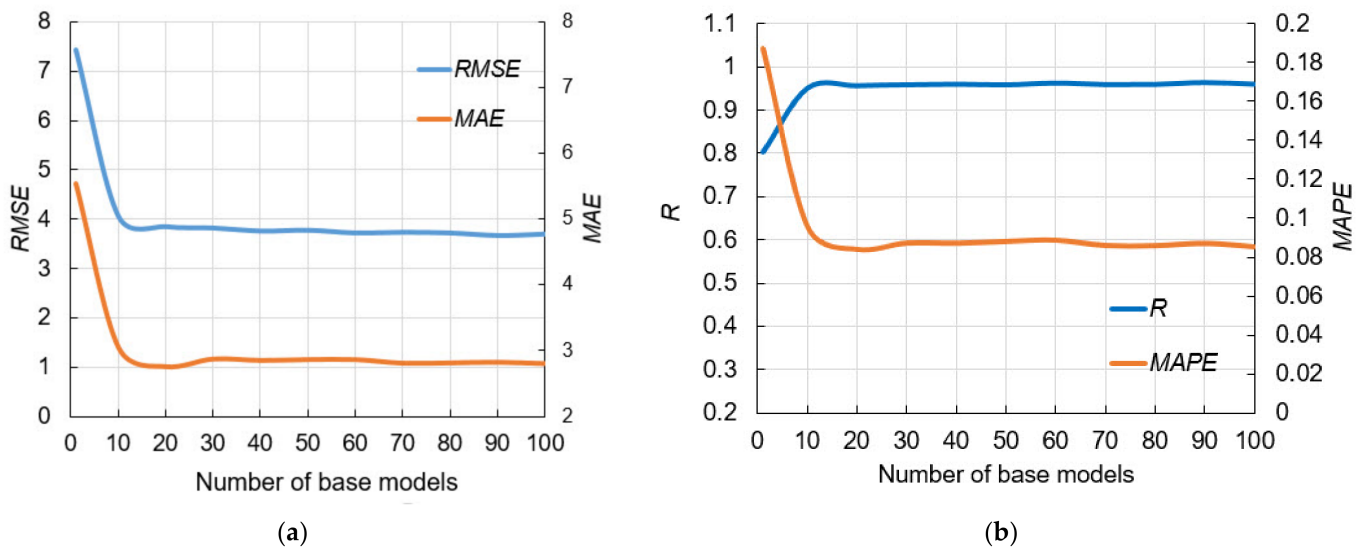 8
7
6
5
4
3
2
1
0
RMSE
8
7
6
5
4
3
2
MAE
RMSE
MAE
0 10 20 30 40 50 60 70 80 90 100
Number of base models
(a)
1.1
1
0.9
0.8
0.7
0.6
0.5
0.4
0.3
0.2
R
0.2
0.18
0.16
0.14
0.12
0.1
0.08
0.06
0.04
0.02
0
MAPE
R
MAPE
0 10 20 30 40 50 60 70 80 90 100
Number of base models
(b)